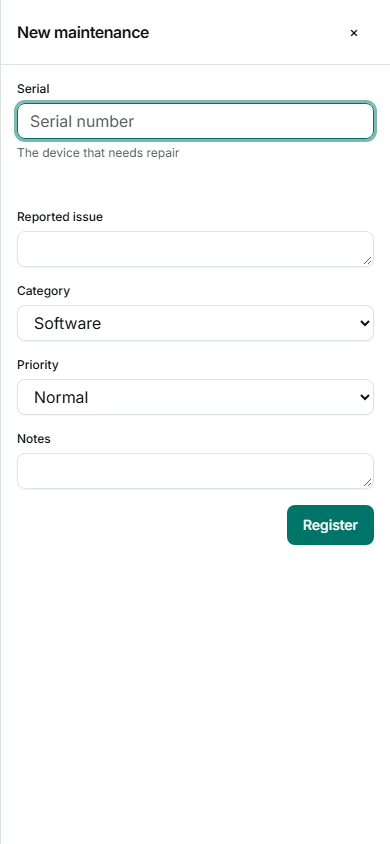 New maintenance
×
Serial
Serial number
The device that needs repair
Reported issue
Category
Software
Priority
Normal
Notes
Register